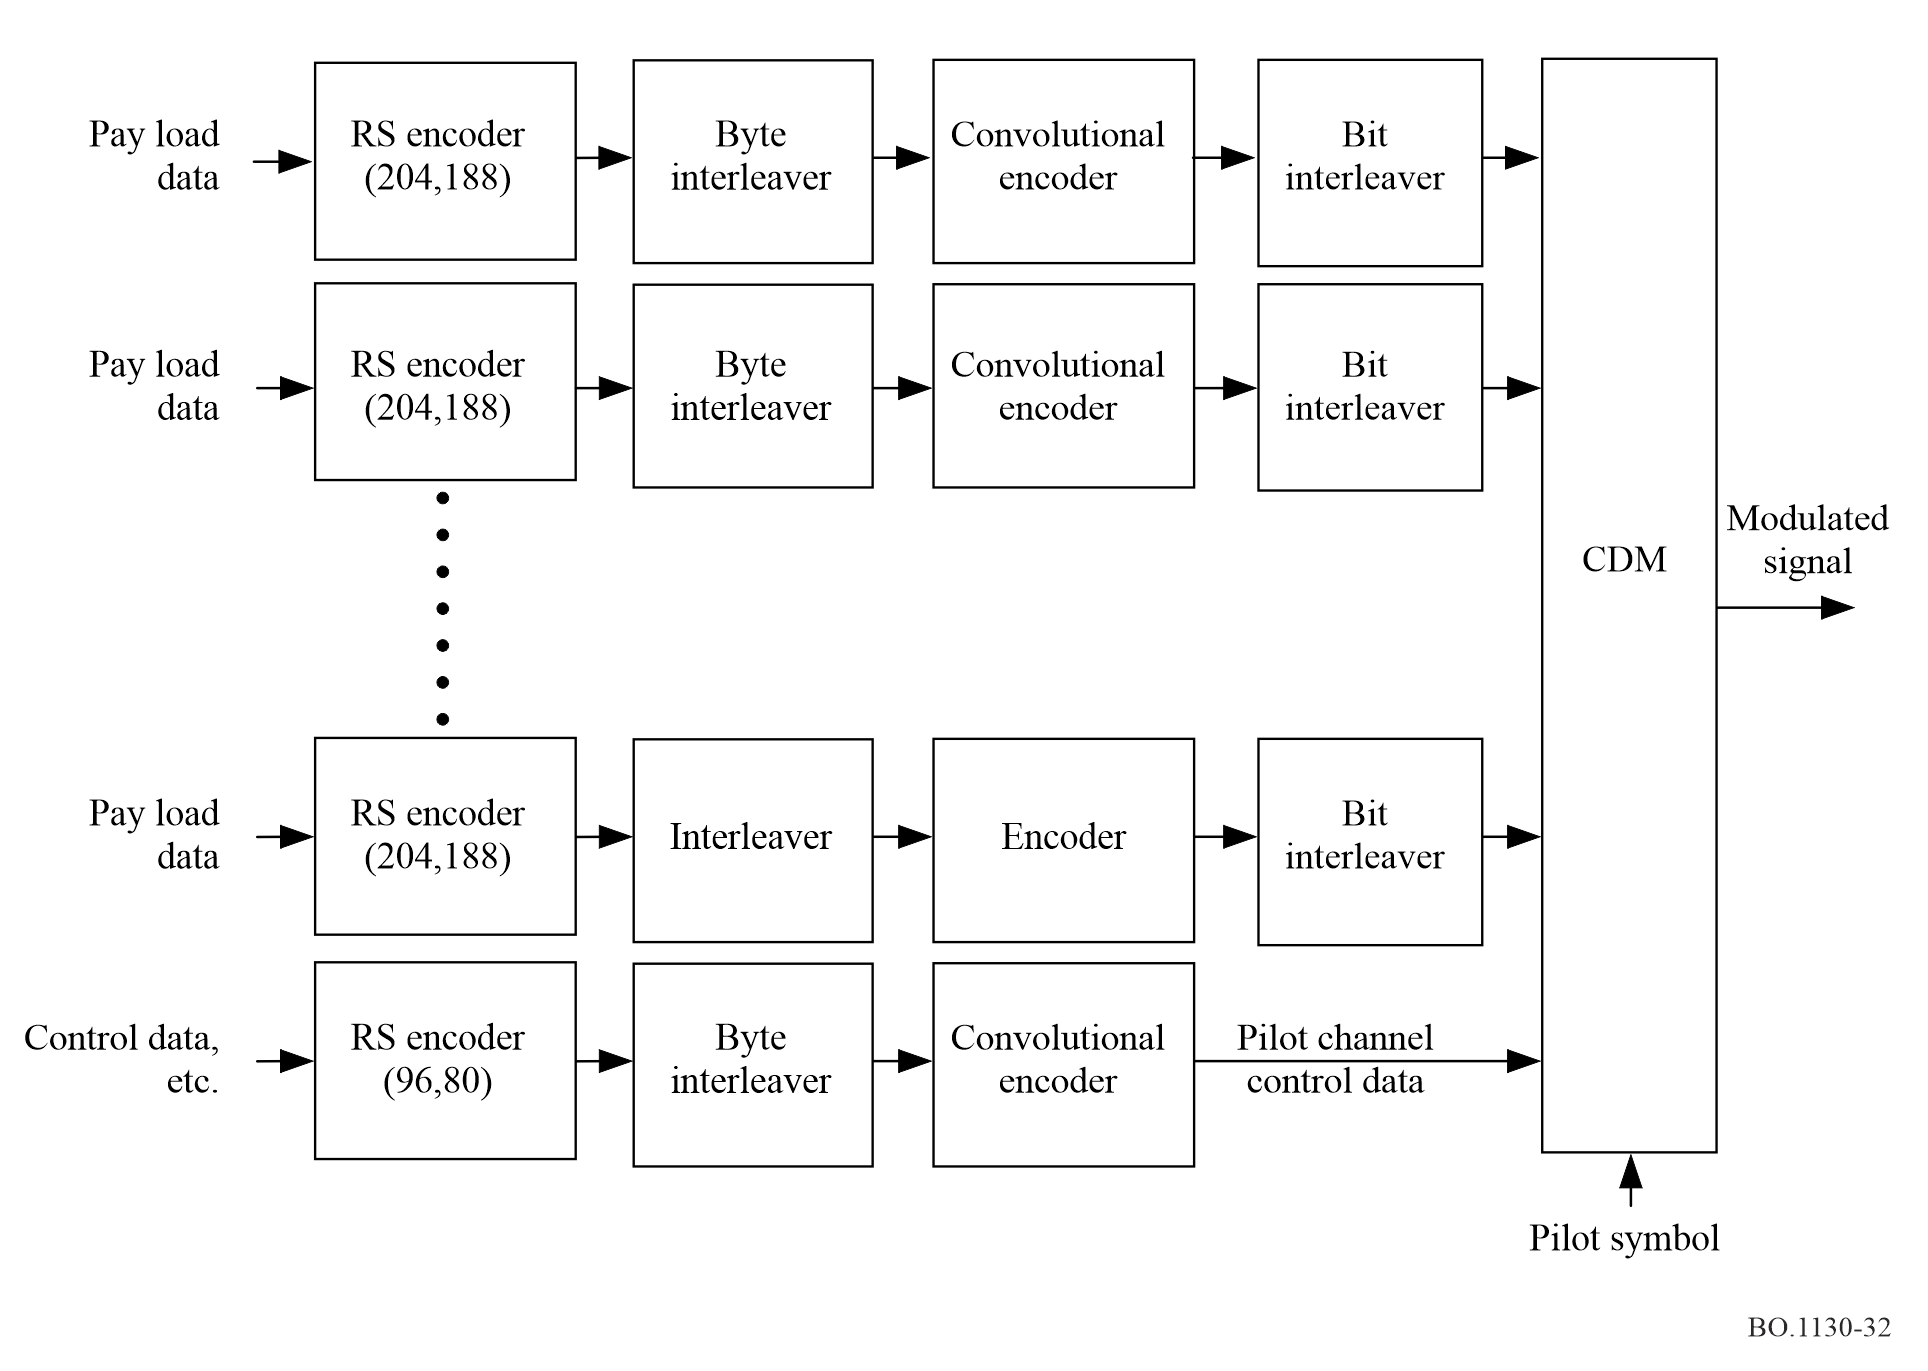 Pay load
data
RS encoder
(204,188)
Byte
interleaver
Convolutional
encoder
Bit
interleaver
Pay load
data
RS encoder
(204,188)
Byte
interleaver
Convolutional
encoder
Bit
interleaver
CDM
Modulated
signal
Pay load
data
RS encoder
(204,188)
Interleaver
Encoder
Bit
interleaver
Control data,
etc.
RS encoder
(96,80)
Byte
interleaver
Convolutional
encoder
Pilot channel
control data
Pilot symbol
BO.1130-32